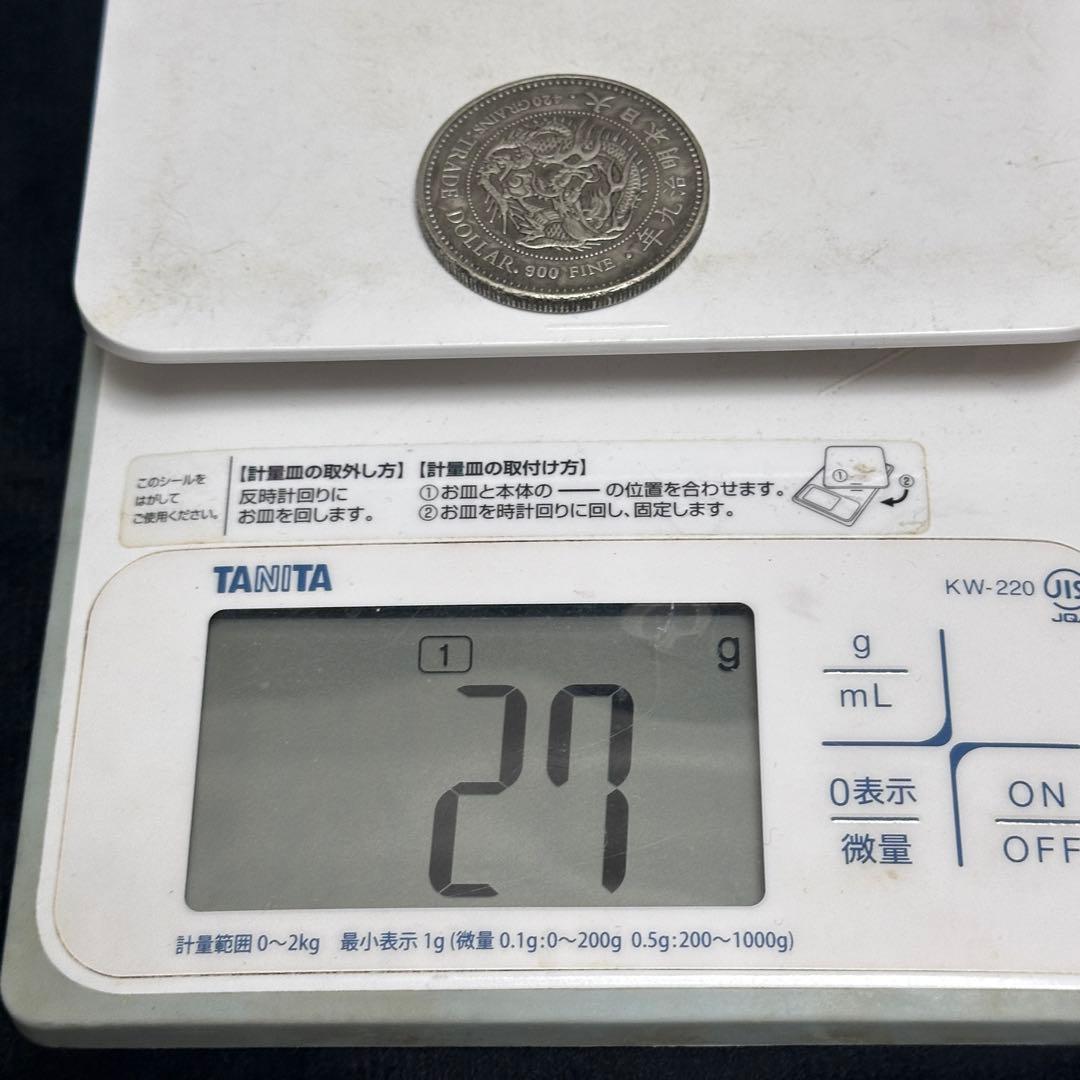 大日本・明治九年・
420 GRAINS. TRADE DOLLAR. 900 FINE.
このシールを
はがして
ご使用ください。
【計量皿の取外し方】
反時計回りに
お皿を回します。
【計量皿の取付け方】
①お皿と本体の ─── の位置を合わせます。
②お皿を時計回りに回し、固定します。
①
②
TANITA
KW-220
JIS
JQA
1
g
27
g
mL
0表示
微量
ON
OFF
計量範囲 0〜2kg 最小表示 1g (微量 0.1g:0〜200g 0.5g:200〜1000g)